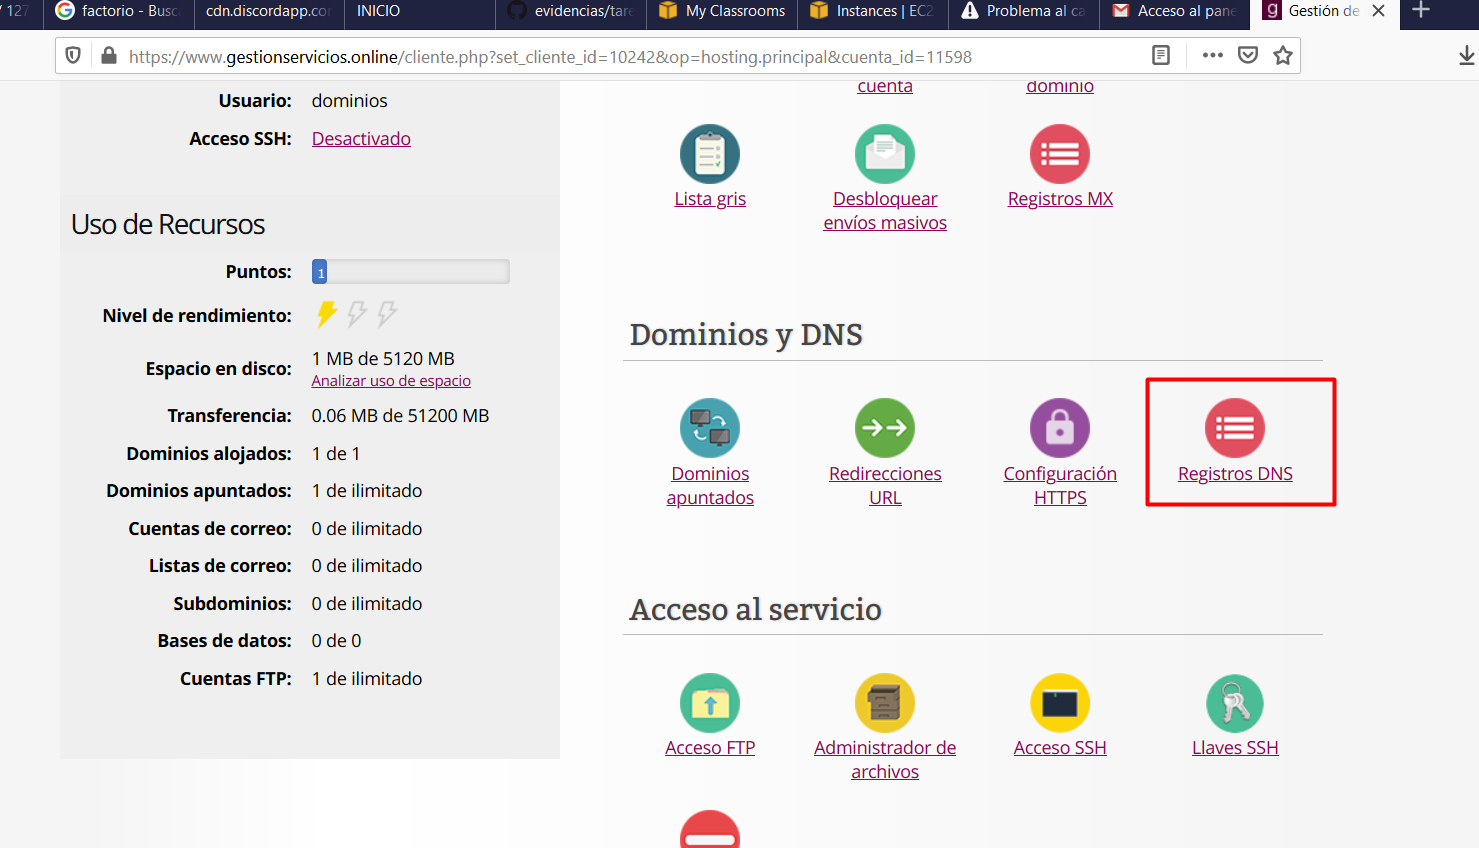 / 127
factorio - Busc
cdn.discordapp.co
INICIO
evidencias/tare
My Classrooms
Instances | EC2
Problema al ca
Acceso al pane
Gestión de
https://www.gestionservicios.online/cliente.php?set_cliente_id=10242&op=hosting.principal&cuenta_id=11598
Usuario: dominios
Acceso SSH: Desactivado
Uso de Recursos
Puntos: 1
Nivel de rendimiento:
Espacio en disco: 1 MB de 5120 MB
Analizar uso de espacio
Transferencia: 0.06 MB de 51200 MB
Dominios alojados: 1 de 1
Dominios apuntados: 1 de ilimitado
Cuentas de correo: 0 de ilimitado
Listas de correo: 0 de ilimitado
Subdominios: 0 de ilimitado
Bases de datos: 0 de 0
Cuentas FTP: 1 de ilimitado
cuenta
dominio
Lista gris
Desbloquear
envíos masivos
Registros MX
Dominios y DNS
Dominios
apuntados
Redirecciones
URL
Configuración
HTTPS
Registros DNS
Acceso al servicio
Acceso FTP
Administrador de
archivos
Acceso SSH
Llaves SSH